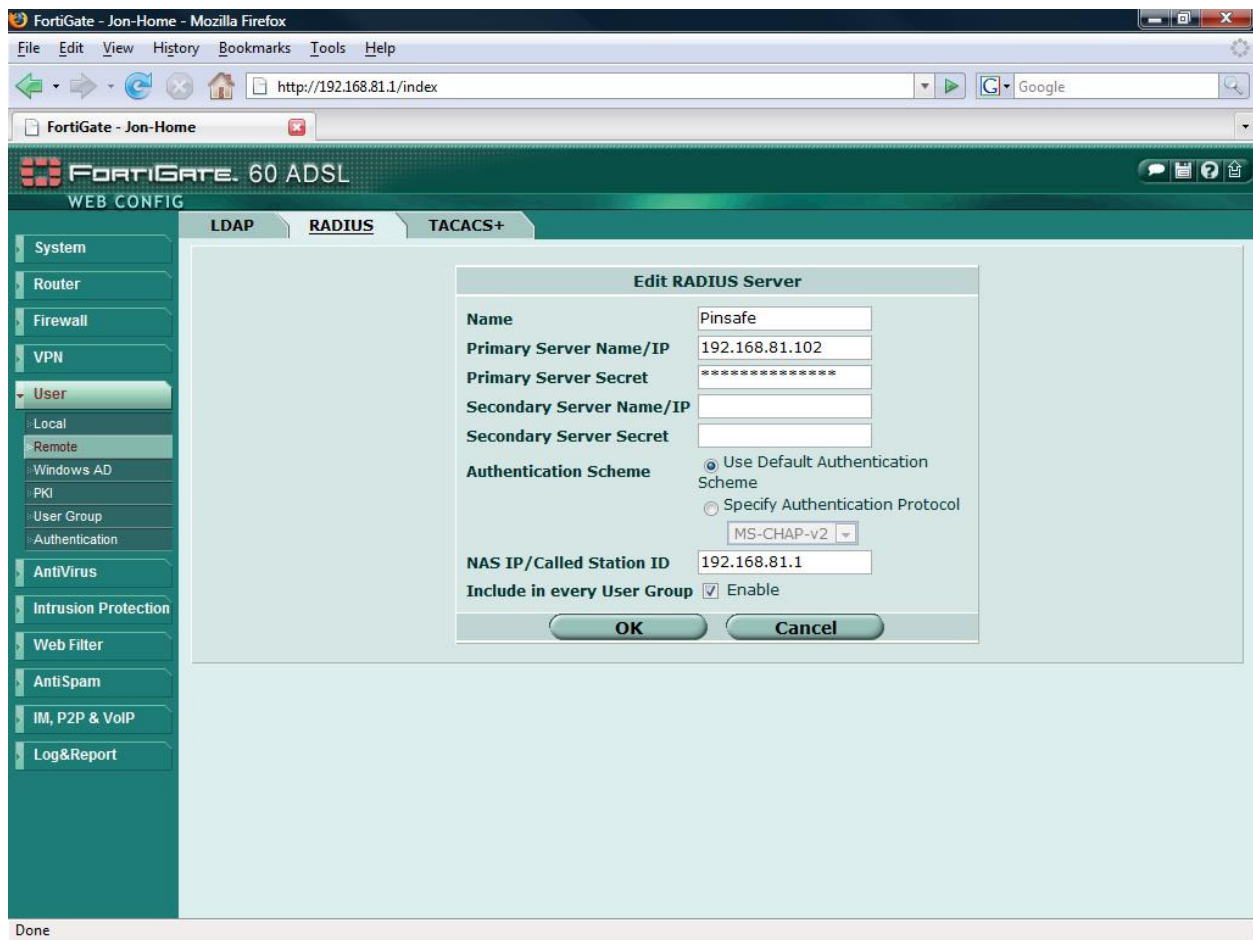 FortiGate - Jon-Home - Mozilla Firefox
File Edit View History Bookmarks Tools Help
http://192.168.81.1/index
G Google
FortiGate - Jon-Home
FORTIGATE. 60 ADSL
WEB CONFIG
LDAP RADIUS TACACS+
System
Router
Firewall
VPN
User
Local
Remote
Windows AD
PKI
User Group
Authentication
AntiVirus
Intrusion Protection
Web Filter
AntiSpam
IM, P2P & VoIP
Log&Report
Edit RADIUS Server
Name Pinsafe
Primary Server Name/IP 192.168.81.102
Primary Server Secret **************
Secondary Server Name/IP
Secondary Server Secret
Authentication Scheme Use Default Authentication
Scheme
Specify Authentication Protocol
MS-CHAP-v2
NAS IP/Called Station ID 192.168.81.1
Include in every User Group Enable
OK Cancel
Done